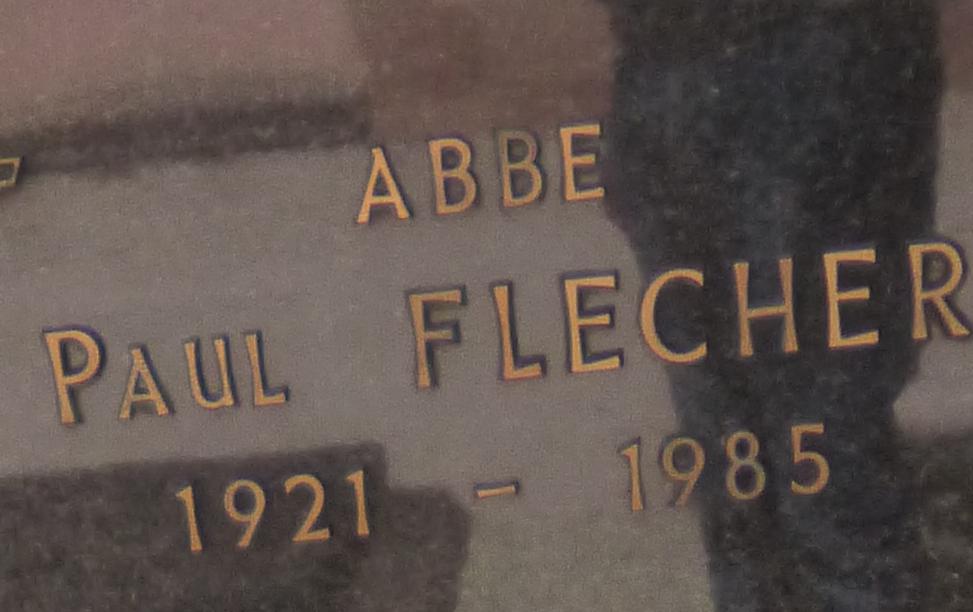 ABBE
PAUL FLECHER
1921 – 1985